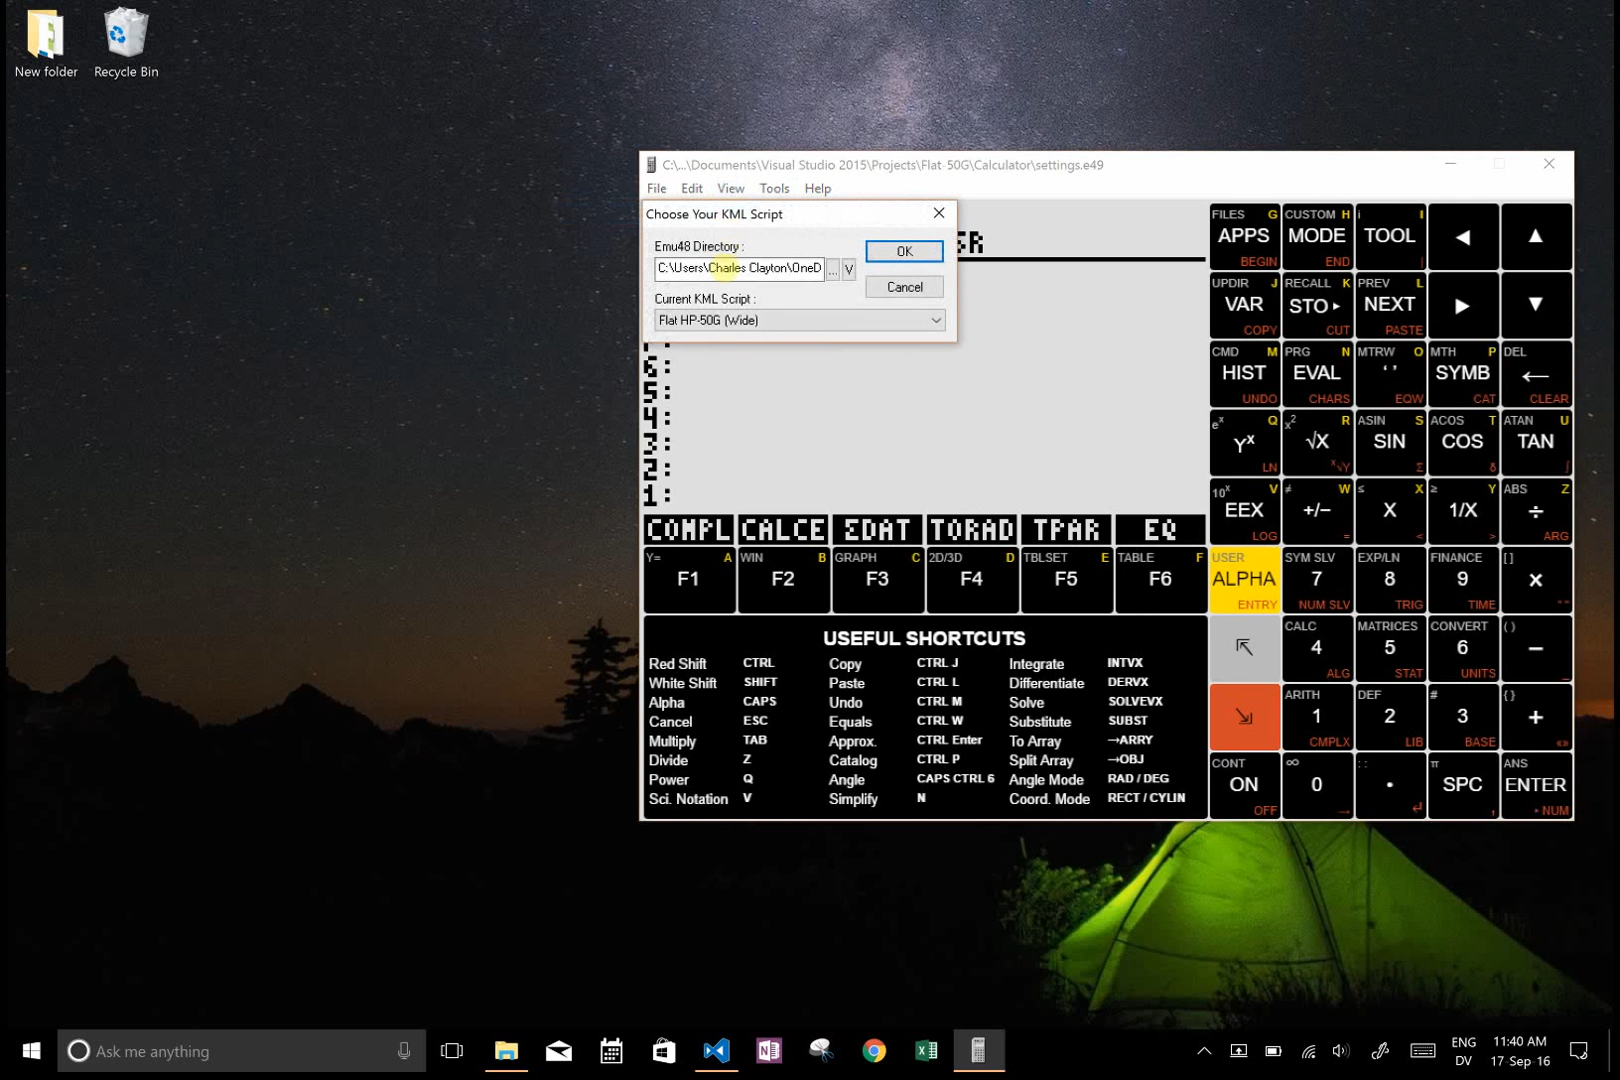 New folder
Recycle Bin
C:\...\Documents\Visual Studio 2015\Projects\Flat-50G\Calculator\settings.e49
File Edit View Tools Help
Choose Your KML Script
Emu48 Directory :
C:\Users\Charles Clayton\OneD
... V
OK
Cancel
Current KML Script :
Flat HP-50G (Wide)
6:
5:
4:
3:
2:
1:
COMPL CALCE ΣDAT TORAD TPAR EQ
Y= A WIN B GRAPH C 2D/3D D TBLSET E TABLE F
F1 F2 F3 F4 F5 F6
FILES G CUSTOM H i I
APPS MODE TOOL ◀ ▲
BEGIN END |
UPDIR J RECALL K PREV L
VAR STO ▸ NEXT ▶ ▼
COPY CUT PASTE
CMD M PRG N MTRW O MTH P DEL
HIST EVAL ‘ ’ SYMB ←
UNDO CHARS EQW CAT CLEAR
eˣ Q x² R ASIN S ACOS T ATAN U
Yˣ √X SIN COS TAN
LN ˣ√Y Σ ∂ ∫
10ˣ V ≠ W ≤ X ≥ Y ABS Z
EEX +/− X 1/X ÷
LOG = < > ARG
USER SYM SLV EXP/LN FINANCE [ ]
ALPHA 7 8 9 ×
ENTRY NUM SLV TRIG TIME " "
CALC MATRICES CONVERT ( )
↖ 4 5 6 −
ALG STAT UNITS _
ARITH DEF # { }
↘ 1 2 3 +
CMPLX LIB BASE «»
CONT ∞ : : π ANS
ON 0 • SPC ENTER
OFF → ↵ , ▸ NUM
USEFUL SHORTCUTS
Red Shift CTRL Copy CTRL J Integrate INTVX
White Shift SHIFT Paste CTRL L Differentiate DERVX
Alpha CAPS Undo CTRL M Solve SOLVEVX
Cancel ESC Equals CTRL W Substitute SUBST
Multiply TAB Approx. CTRL Enter To Array →ARRY
Divide Z Catalog CTRL P Split Array →OBJ
Power Q Angle CAPS CTRL 6 Angle Mode RAD / DEG
Sci. Notation V Simplify N Coord. Mode RECT / CYLIN
Ask me anything
ENG
DV
11:40 AM
17-Sep-16